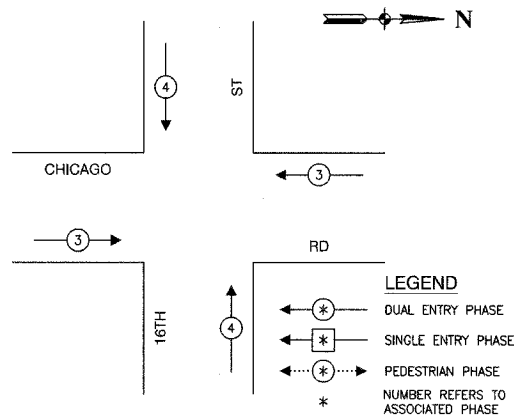 N
4
ST
CHICAGO
3
3
RD
16TH
4
LEGEND
* DUAL ENTRY PHASE
* SINGLE ENTRY PHASE
* PEDESTRIAN PHASE
* NUMBER REFERS TO
ASSOCIATED PHASE